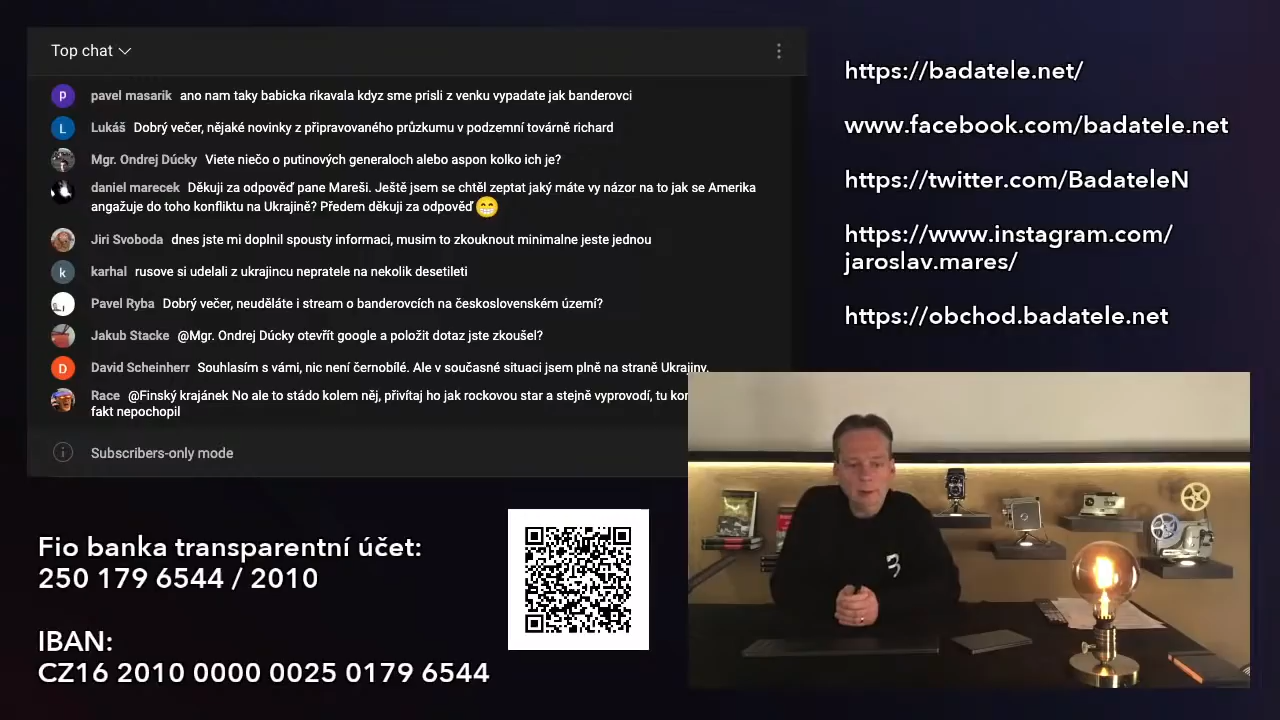 Top chat
P pavel masarik ano nam taky babicka rikavala kdyz sme prisli z venku vypadate jak banderovci
L Lukáš Dobrý večer, nějaké novinky z připravovaného průzkumu v podzemní továrně richard
Mgr. Ondrej Dúcky Viete niečo o putinových generaloch alebo aspon kolko ich je?
daniel marecek Děkuji za odpověď pane Mareši. Ještě jsem se chtěl zeptat jaký máte vy názor na to jak se Amerika
angažuje do toho konfliktu na Ukrajině? Předem děkuji za odpověď😁
Jiri Svoboda dnes jste mi doplnil spousty informaci, musim to zkouknout minimalne jeste jednou
k karhal rusove si udelali z ukrajincu nepratele na nekolik desetileti
Pavel Ryba Dobrý večer, neuděláte i stream o banderovcích na československém území?
Jakub Stacke @Mgr. Ondrej Dúcky otevřít google a položit dotaz jste zkoušel?
D David Scheinherr Souhlasím s vámi, nic není černobílé. Ale v současné situaci jsem plně na straně Ukrajiny.
Race @Finský krajánek No ale to stádo kolem něj, přivítaj ho jak rockovou star a stejně vyprovodí, tu
fakt nepochopil
Subscribers-only mode
https://badatele.net/
www.facebook.com/badatele.net
https://twitter.com/BadateleN
https://www.instagram.com/
jaroslav.mares/
https://obchod.badatele.net
Fio banka transparentní účet:
250 179 6544 / 2010
IBAN:
CZ16 2010 0000 0025 0179 6544